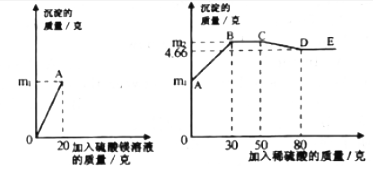 沉淀的
质量/克
m₁
A
0
20
加入硫酸镁溶液
的质量/克
沉淀的
质量/克
m₂
4.66
m₁
A
B
C
D
E
0
30
50
80
加入稀硫酸的质量/克